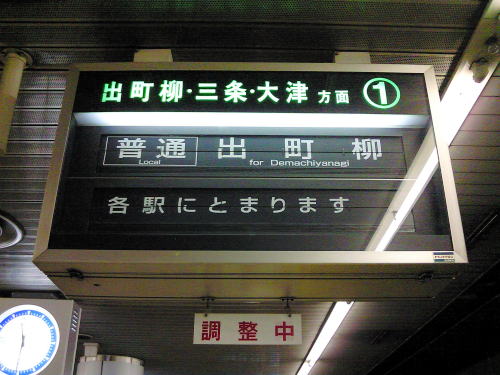 出町柳・三条・大津 方面 ①
普通 出町柳
Local for Demachiyanagi
各駅にとまります
調整中